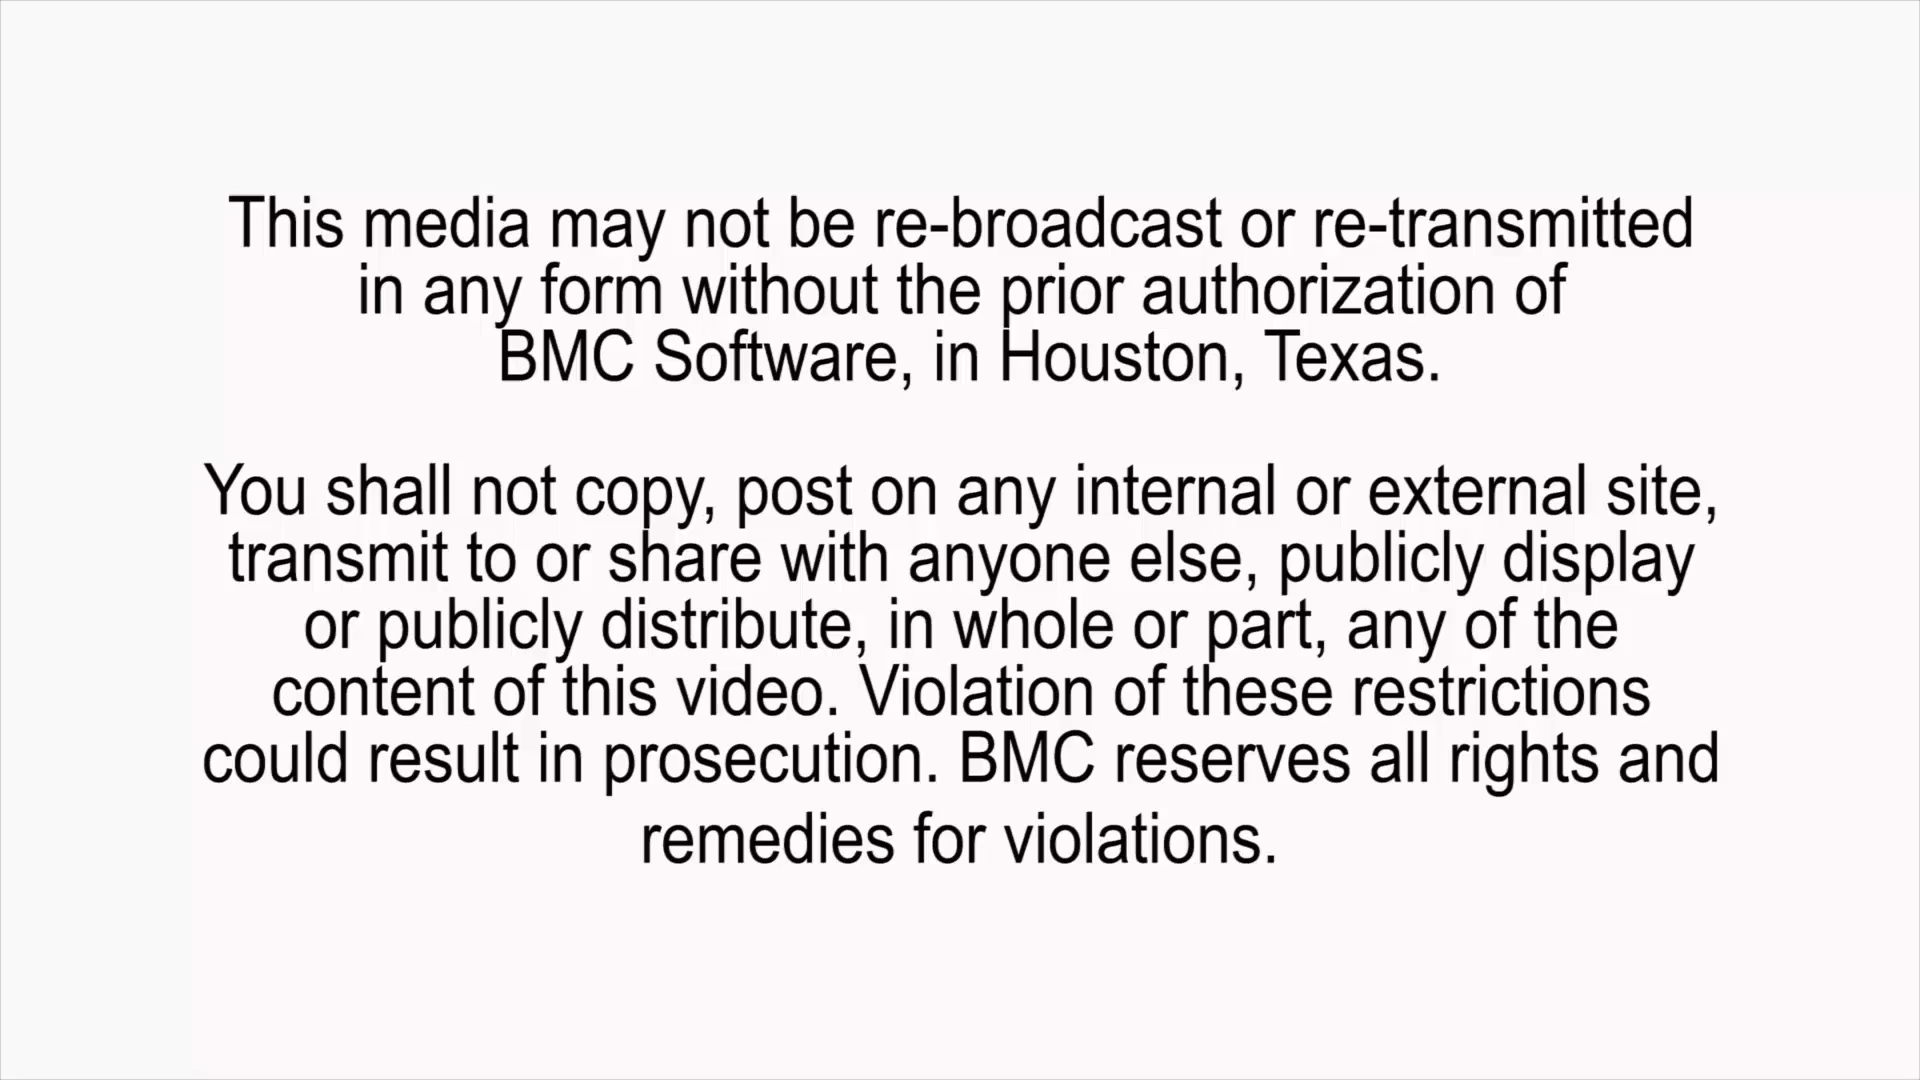 This media may not be re-broadcast or re-transmitted
in any form without the prior authorization of
BMC Software, in Houston, Texas.
You shall not copy, post on any internal or external site,
transmit to or share with anyone else, publicly display
or publicly distribute, in whole or part, any of the
content of this video. Violation of these restrictions
could result in prosecution. BMC reserves all rights and
remedies for violations.